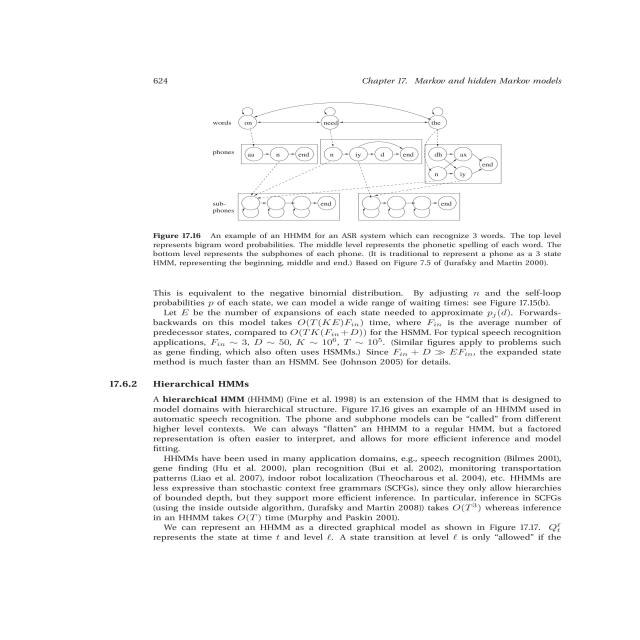 624
Chapter 17. Markov and hidden Markov models
words
on
need
the
phones
aa
n
end
n
iy
d
end
dh
ax
n
iy
end
sub-
phones
end
end
Figure 17.16 An example of an HHMM for an ASR system which can recognize 3 words. The top level
represents bigram word probabilities. The middle level represents the phonetic spelling of each word. The
bottom level represents the subphones of each phone. (It is traditional to represent a phone as a 3 state
HMM, representing the beginning, middle and end.) Based on Figure 7.5 of (Jurafsky and Martin 2000).
This is equivalent to the negative binomial distribution. By adjusting n and the self-loop
probabilities p of each state, we can model a wide range of waiting times: see Figure 17.15(b).
Let E be the number of expansions of each state needed to approximate p_j(d). Forwards-
backwards on this model takes O(T(KE)F_in) time, where F_in is the average number of
predecessor states, compared to O(TK(F_in+D)) for the HSMM. For typical speech recognition
applications, F_in ∼ 3, D ∼ 50, K ∼ 10^6, T ∼ 10^5. (Similar figures apply to problems such
as gene finding, which also often uses HSMMs.) Since F_in + D ≫ EF_in, the expanded state
method is much faster than an HSMM. See (Johnson 2005) for details.
17.6.2 Hierarchical HMMs
A hierarchical HMM (HHMM) (Fine et al. 1998) is an extension of the HMM that is designed to
model domains with hierarchical structure. Figure 17.16 gives an example of an HHMM used in
automatic speech recognition. The phone and subphone models can be “called” from different
higher level contexts. We can always “flatten” an HHMM to a regular HMM, but a factored
representation is often easier to interpret, and allows for more efficient inference and model
fitting.
HHMMs have been used in many application domains, e.g., speech recognition (Bilmes 2001),
gene finding (Hu et al. 2000), plan recognition (Bui et al. 2002), monitoring transportation
patterns (Liao et al. 2007), indoor robot localization (Theocharous et al. 2004), etc. HHMMs are
less expressive than stochastic context free grammars (SCFGs), since they only allow hierarchies
of bounded depth, but they support more efficient inference. In particular, inference in SCFGs
(using the inside outside algorithm, (Jurafsky and Martin 2008)) takes O(T^3) whereas inference
in an HHMM takes O(T) time (Murphy and Paskin 2001).
We can represent an HHMM as a directed graphical model as shown in Figure 17.17. Q_t^ℓ
represents the state at time t and level ℓ. A state transition at level ℓ is only “allowed” if the